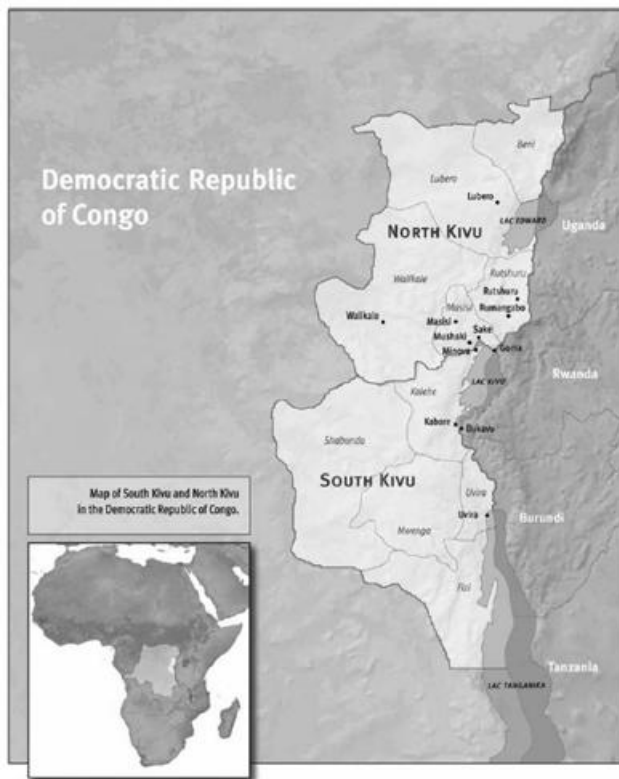 Democratic Republic
of Congo
Beni
Lubero
Lubero
LAC EDWARD
Uganda
NORTH KIVU
Rutshuru
Walikale
Rutshuru
Rumangabo
Masisi
Walikale
Masisi
Sake
Mushaki
Minova
Goma
LAC KIVU
Rwanda
Kalehe
Kabare
Bukavu
Shabunda
SOUTH KIVU
Uvira
Map of South Kivu and North Kivu
in the Democratic Republic of Congo.
Uvira
Burundi
Mwenga
Fizi
Tanzania
LAC TANGANIKA